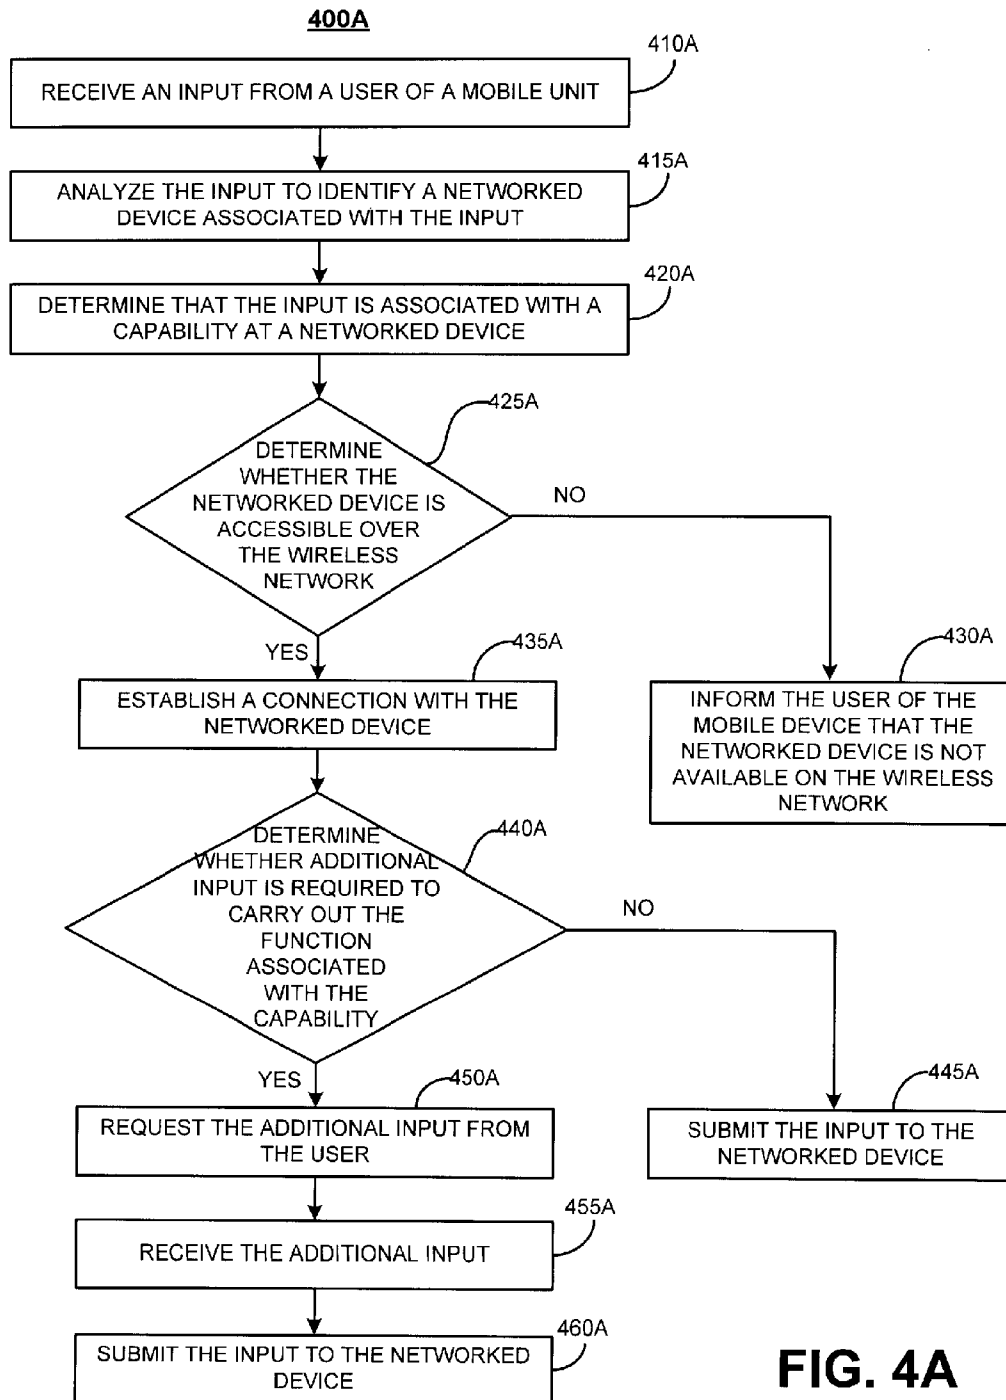 400A
410A
RECEIVE AN INPUT FROM A USER OF A MOBILE UNIT
415A
ANALYZE THE INPUT TO IDENTIFY A NETWORKED
DEVICE ASSOCIATED WITH THE INPUT
420A
DETERMINE THAT THE INPUT IS ASSOCIATED WITH A
CAPABILITY AT A NETWORKED DEVICE
425A
DETERMINE
WHETHER THE
NETWORKED DEVICE IS
ACCESSIBLE OVER
THE WIRELESS
NETWORK
NO
YES
435A
ESTABLISH A CONNECTION WITH THE
NETWORKED DEVICE
430A
INFORM THE USER OF THE
MOBILE DEVICE THAT THE
NETWORKED DEVICE IS NOT
AVAILABLE ON THE WIRELESS
NETWORK
440A
DETERMINE
WHETHER ADDITIONAL
INPUT IS REQUIRED TO
CARRY OUT THE
FUNCTION
ASSOCIATED
WITH THE
CAPABILITY
NO
YES
450A
REQUEST THE ADDITIONAL INPUT FROM
THE USER
445A
SUBMIT THE INPUT TO THE
NETWORKED DEVICE
455A
RECEIVE THE ADDITIONAL INPUT
460A
SUBMIT THE INPUT TO THE NETWORKED
DEVICE
FIG. 4A